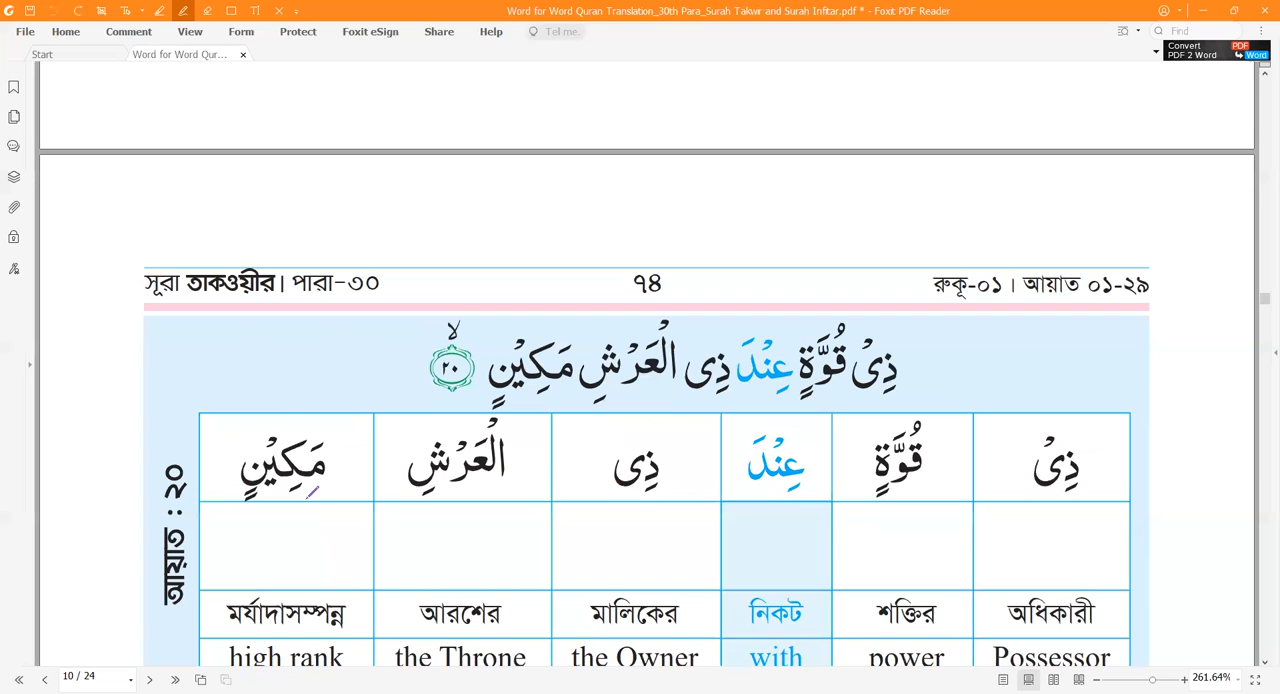 Word for Word Quran Translation_30th Para_Surah Takwr and Surah Infitar.pdf * - Foxit PDF Reader
File Home Comment View Form Protect Foxit eSign Share Help Tell me. Find
Convert PDF
PDF 2 Word Word
Start Word for Word Qur...
সূরা তাকওয়ীর। পারা-৩০ ৭৪ রুকূ-০১। আয়াত ০১-২৯
ذِىْ قُوَّةٍ عِنْدَ ذِى الْعَرْشِ مَكِيْنٍ ۙ ٢٠
ذِىْ قُوَّةٍ عِنْدَ ذِى الْعَرْشِ مَكِيْنٍ
আয়াত : ২০
মর্যাদাসম্পন্ন আরশের মালিকের নিকট শক্তির অধিকারী
high rank the Throne the Owner with power Possessor
10 / 24 261.64%